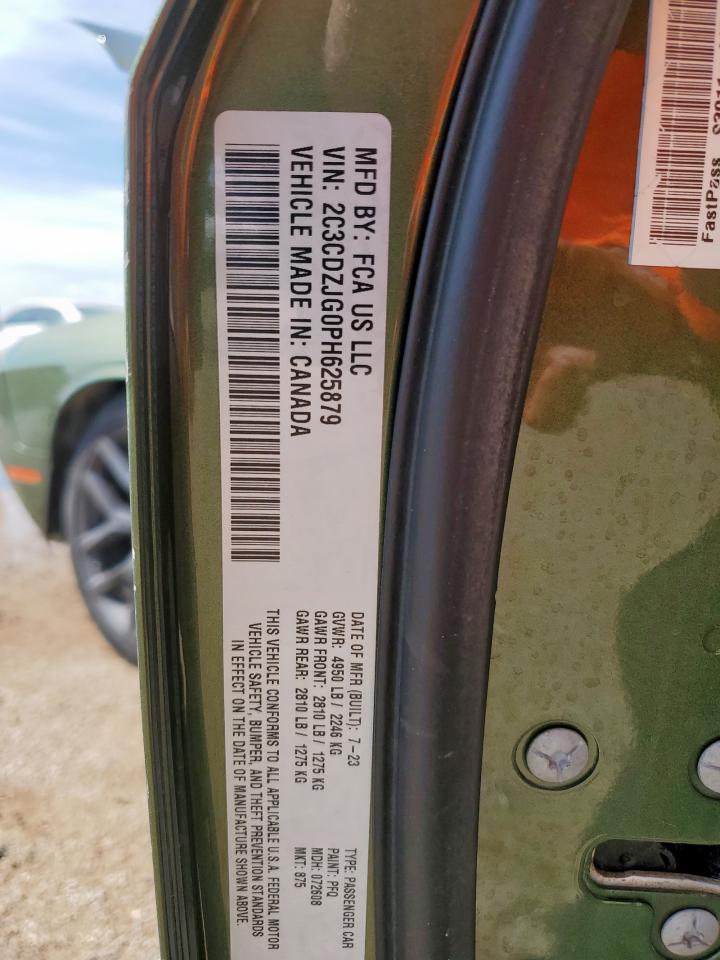 MFD BY: FCA US LLC
VIN: 2C3CDZJG0PH625879
VEHICLE MADE IN: CANADA
DATE OF MFR (BUILT): 7-23
GVWR: 4950 LB / 2246 KG
GAWR FRONT: 2810 LB / 1275 KG
GAWR REAR: 2810 LB / 1275 KG
THIS VEHICLE CONFORMS TO ALL APPLICABLE U.S.A. FEDERAL MOTOR
VEHICLE SAFETY, BUMPER, AND THEFT PREVENTION STANDARDS
IN EFFECT ON THE DATE OF MANUFACTURE SHOWN ABOVE.
TYPE: PASSENGER CAR
PAINT: PFQ
MDH: 072608
MKT: 875
FastPass